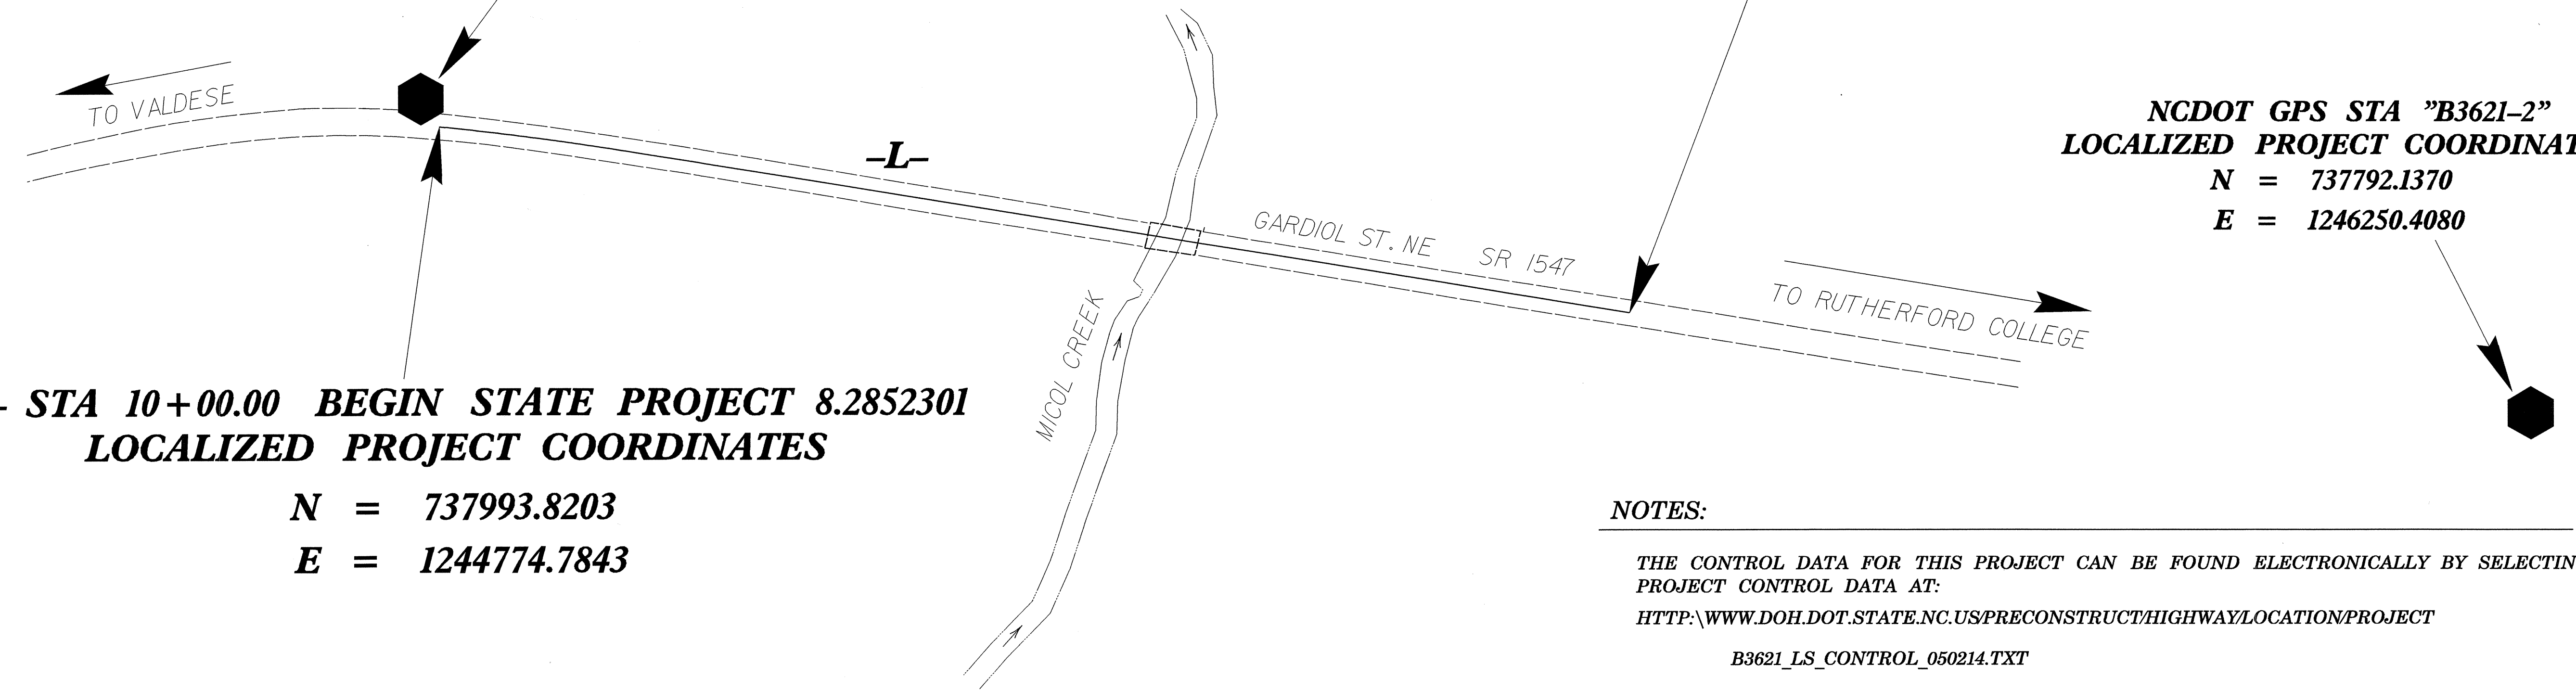 TO VALDESE
-L-
NCDOT GPS STA "B3621-2"
LOCALIZED PROJECT
N = 737792.1370
E = 1246250.4080
GARDIOL ST. NE SR 1547
TO RUTHERFORD COLLEGE
MICOL CREEK
- STA 10+00.00 BEGIN STATE PROJECT 8.2852301
LOCALIZED PROJECT COORDINATES
N = 737993.8203
E = 1244774.7843
NOTES:
THE CONTROL DATA FOR THIS PROJECT CAN BE FOUND ELECTRONICALLY BY SELECTIN
PROJECT CONTROL DATA AT:
HTTP:\WWW.DOH.DOT.STATE.NC.US/PRECONSTRUCT/HIGHWAY/LOCATION/PROJECT
B3621_LS_CONTROL_050214.TXT